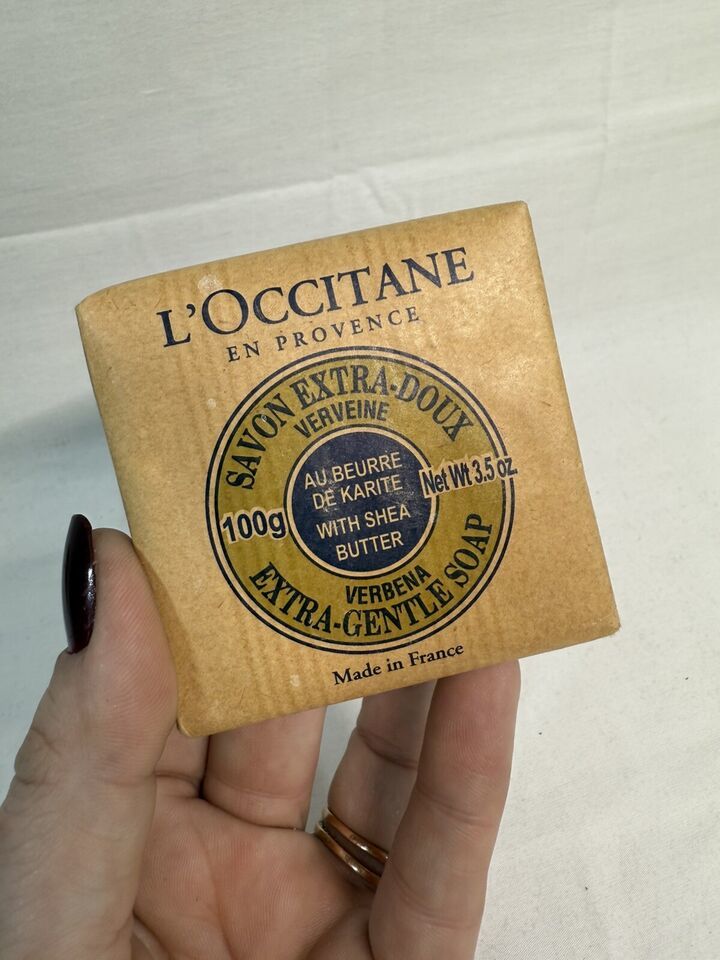 L'OCCITANE
EN PROVENCE
SAVON EXTRA-DOUX
VERVEINE
AU BEURRE
DE KARITE
WITH SHEA
BUTTER
100g
Net Wt 3.5 oz.
VERBENA
EXTRA-GENTLE SOAP
Made in France